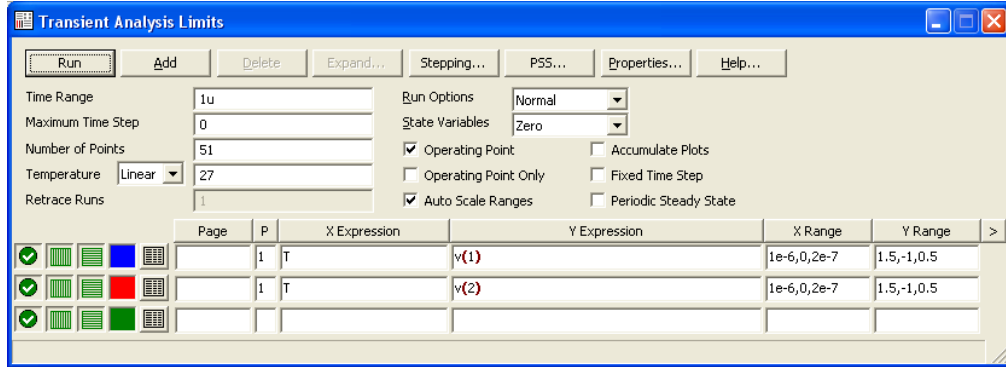 Transient Analysis Limits
Run Add Delete Expand... Stepping... PSS... Properties... Help...
Time Range 1u Run Options Normal
Maximum Time Step 0 State Variables Zero
Number of Points 51 Operating Point Accumulate Plots
Temperature Linear 27 Operating Point Only Fixed Time Step
Retrace Runs 1 Auto Scale Ranges Periodic Steady State
Page P X Expression Y Expression X Range Y Range >
1 T v(1) 1e-6,0,2e-7 1.5,-1,0.5
1 T v(2) 1e-6,0,2e-7 1.5,-1,0.5